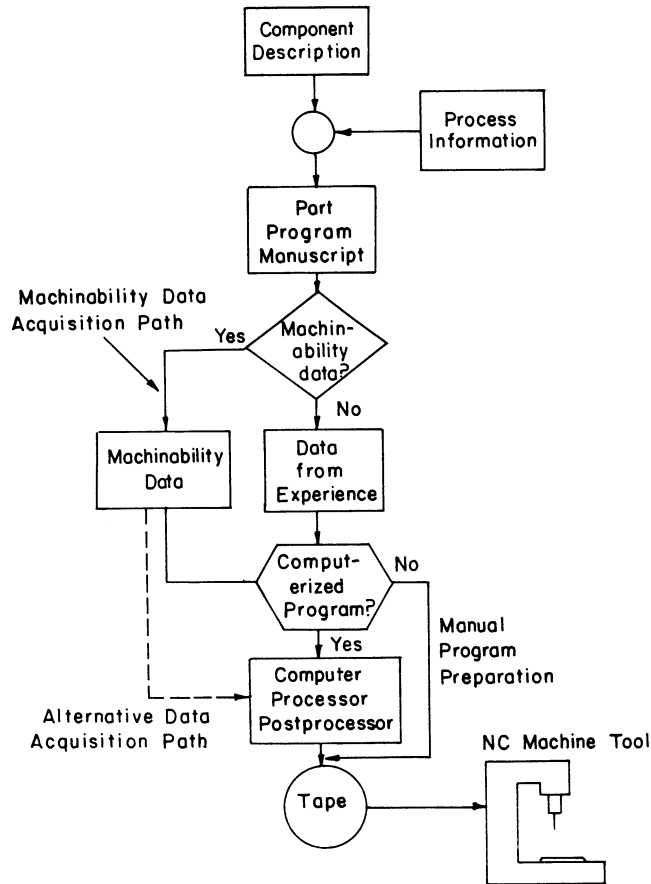 Component
Description
Process
Information
Part
Program
Manuscript
Machinability Data
Acquisition Path
Yes
Machin-
ability
data?
No
Machinability
Data
Data
from
Experience
Comput-
erized
Program?
No
Yes
Manual
Program
Preparation
Computer
Processor
Postprocessor
Alternative Data
Acquisition Path
NC Machine Tool
Tape